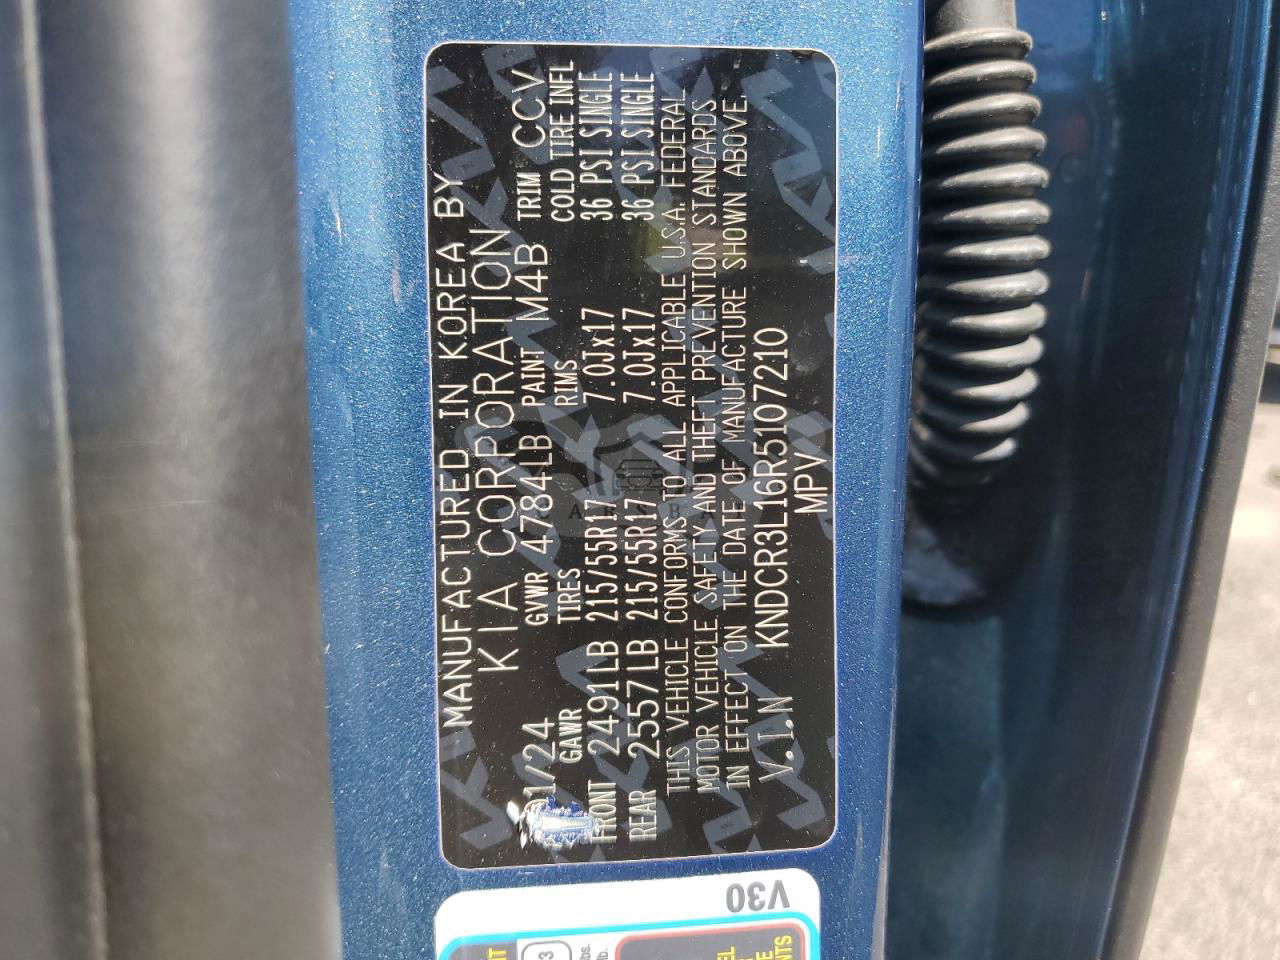 MANUFACTURED IN KOREA BY
KIA CORPORATION
1/24 GVWR 4784LB PAINT M4B TRIM CCV
GAWR TIRES RIMS COLD TIRE INFL
FRONT 2491LB 215/55R17 7.0Jx17 36 PSI SINGLE
REAR 2557LB 215/55R17 7.0Jx17 36 PSI SINGLE
THIS VEHICLE CONFORMS TO ALL APPLICABLE U.S.A. FEDERAL
MOTOR VEHICLE SAFETY AND THEFT PREVENTION STANDARDS
IN EFFECT ON THE DATE OF MANUFACTURE SHOWN ABOVE.
V.I.N KNDCR3L16R5107210
MPV
V30
3